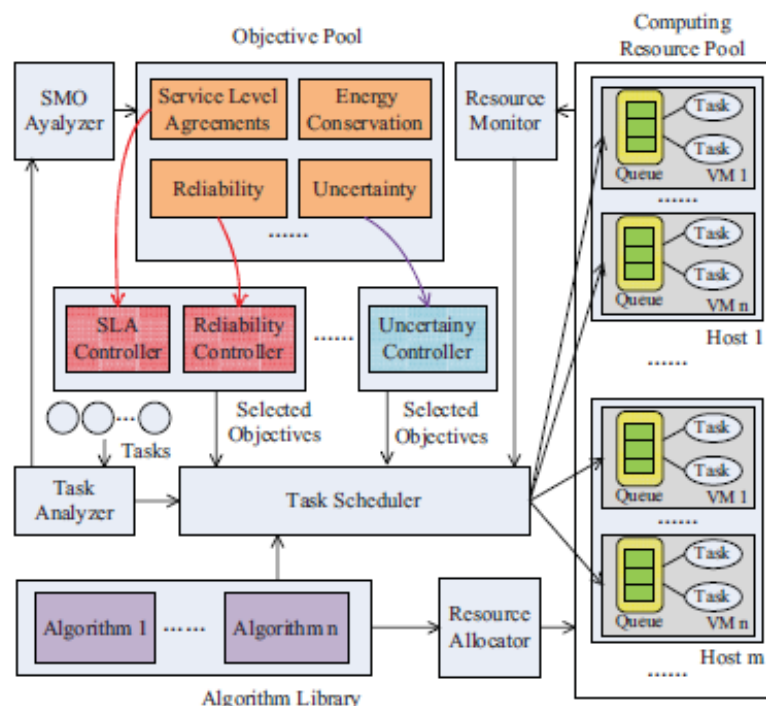 Objective Pool
Computing
Resource Pool
SMO
Ayalyzer
Service Level
Agreements
Energy
Conservation
Reliability
Uncertainty
......
Resource
Monitor
Queue
Task
Task
VM 1
......
Queue
Task
Task
VM n
Host 1
......
SLA
Controller
Reliability
Controller
......
Uncertainy
Controller
Selected
Objectives
Selected
Objectives
...
Tasks
Task
Analyzer
Task Scheduler
Queue
Task
Task
VM 1
......
Queue
Task
Task
VM n
Host m
......
Algorithm 1
......
Algorithm n
Algorithm Library
Resource
Allocator